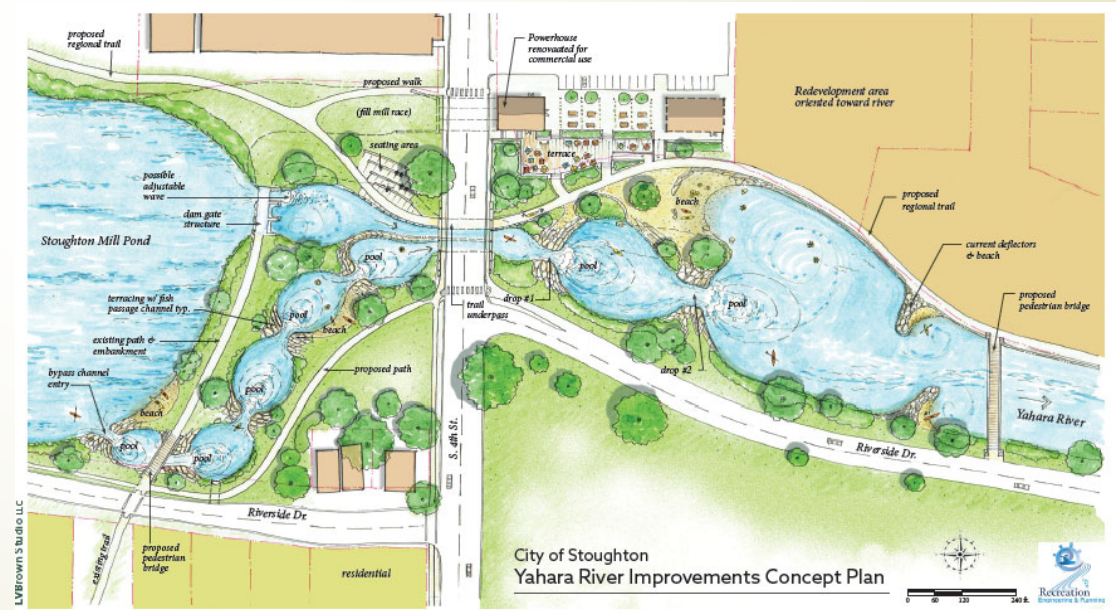 proposed
regional trail
Powerhouse
renovaated for
commercial use
proposed walk
(fill mill race)
seating area
terrace
Redevelopment area
oriented toward river
possible
adjustable
wave
dam gate
structure
Stoughton Mill Pond
beach
proposed
regional trail
current deflectors
& beach
proposed
pedestrian bridge
pool
pool
pool
drop #1
trail
underpass
terracing w/ fish
passage channel typ.
pool
beach
existing path &
embankment
proposed path
drop #2
bypass channel
entry
pool
beach
pool
pool
Yahara River
S. 4th St.
Riverside Dr.
Riverside Dr.
existing trail
proposed
pedestrian
bridge
residential
LVBrown Studio LLC
City of Stoughton
Yahara River Improvements Concept Plan
0 60 120 240 ft.
Recreation
Engineering & Planning